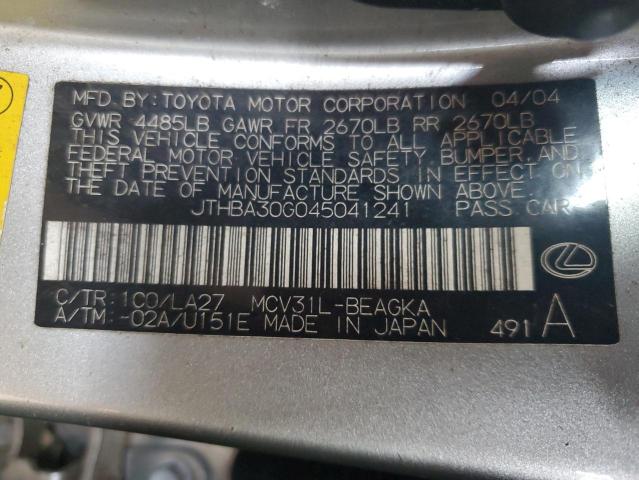 MFD BY: TOYOTA MOTOR CORPORATION 04/04
GVWR 4485LB GAWR FR 2670LB RR 2670LB
THIS VEHICLE CONFORMS TO ALL APPLICABLE
FEDERAL MOTOR VEHICLE SAFETY, BUMPER, AND
THEFT PREVENTION STANDARDS IN EFFECT ON
THE DATE OF MANUFACTURE SHOWN ABOVE.
JTHBA30G045041241 PASS.CAR
C/TR: 1C0/LA27 MCV31L-BEAGKA
A/TM: -02A/U151E MADE IN JAPAN 491 A